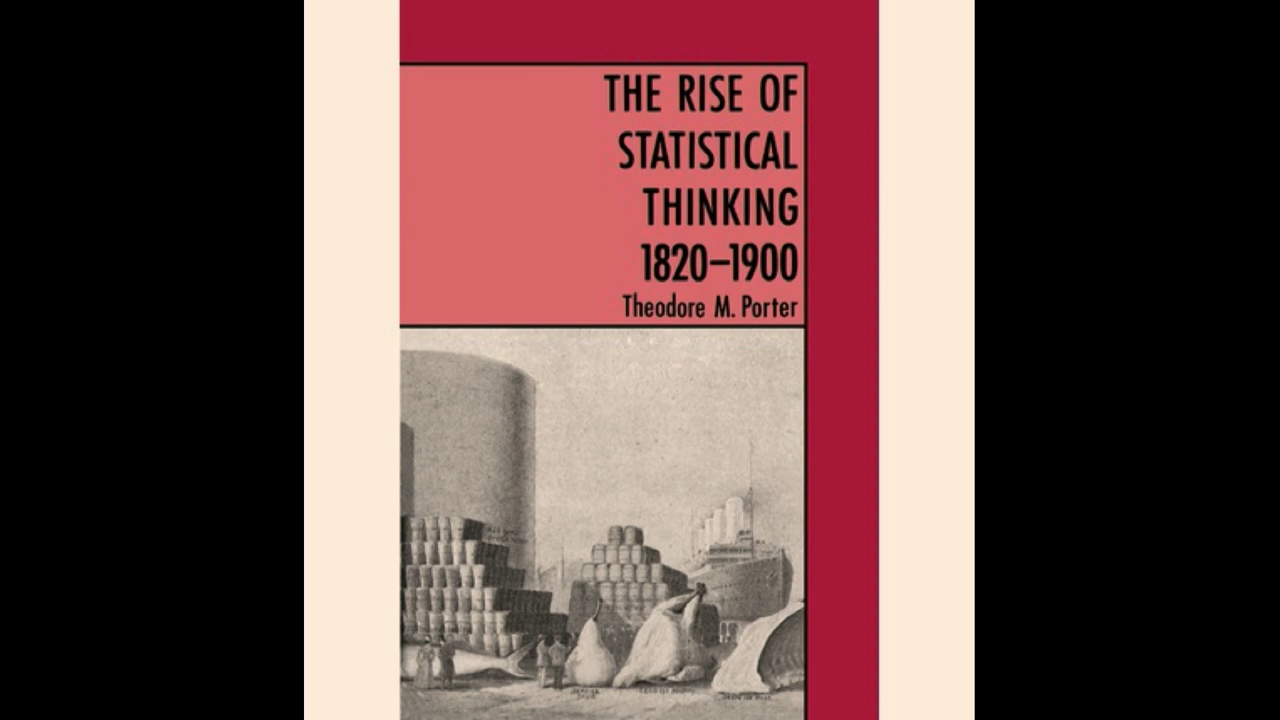 THE RISE OF
STATISTICAL
THINKING
1820–1900
Theodore M. Porter